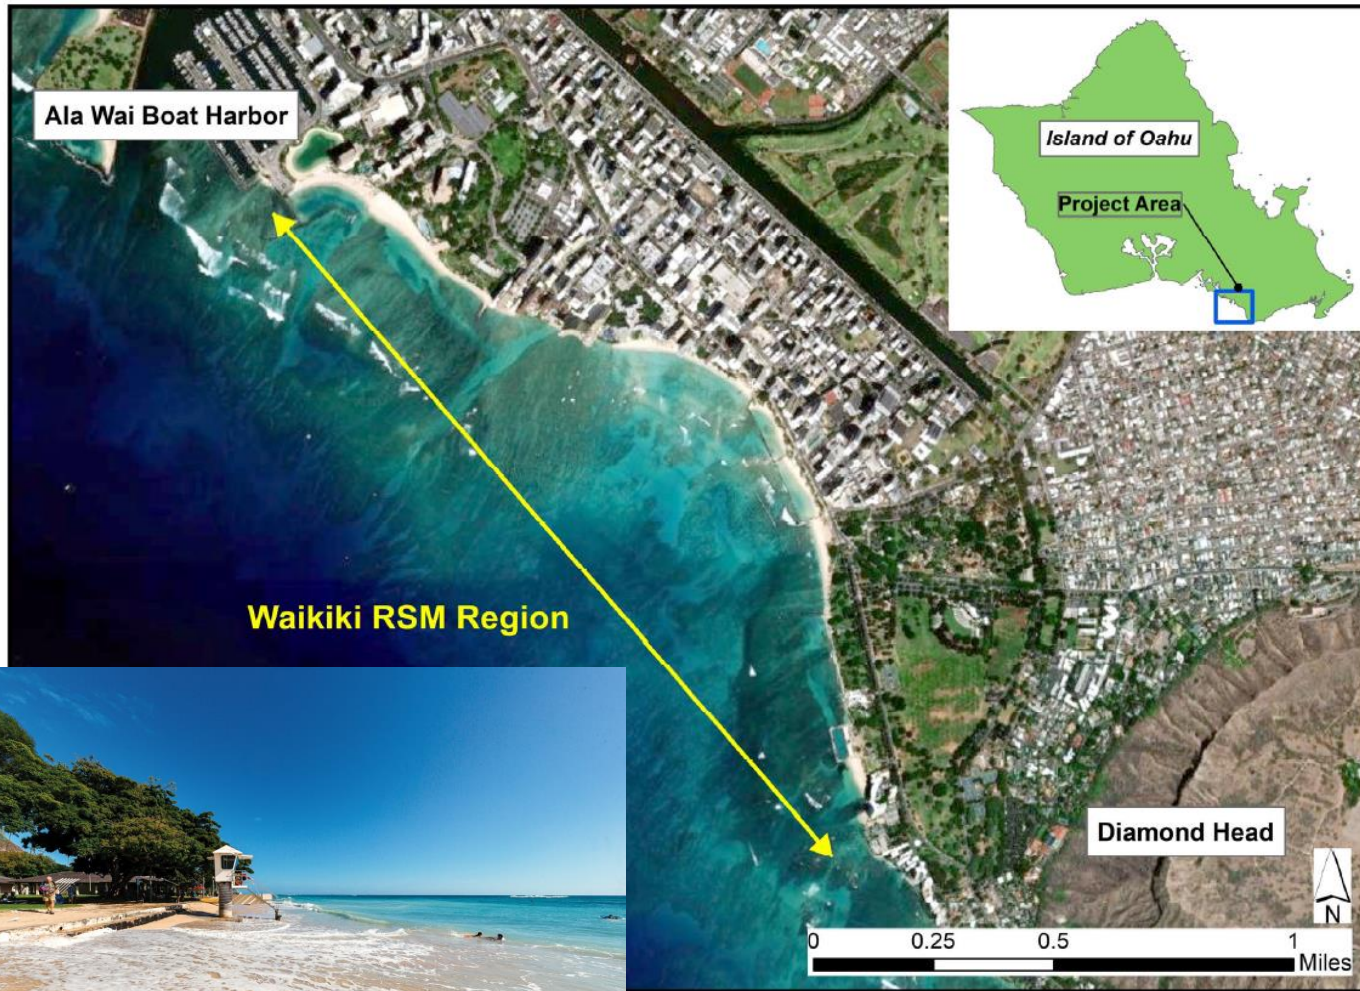 Ala Wai Boat Harbor
Island of Oahu
Project Area
Waikiki RSM Region
Diamond Head
N
0 0.25 0.5 1
Miles